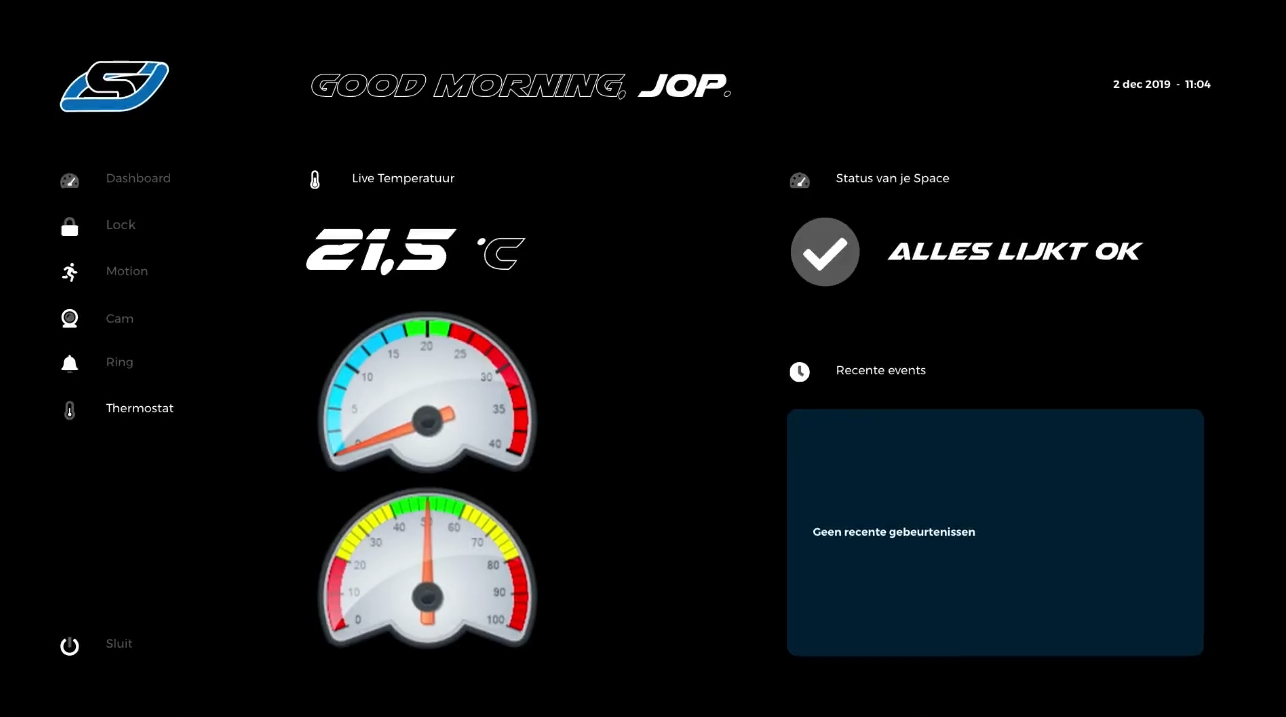 GOOD MORNING, JOP.
2 dec 2019 - 11:04
Dashboard
Lock
Motion
Cam
Ring
Thermostat
Sluit
Live Temperatuur
21,5 °C
0
5
10
15
20
25
30
35
40
0
10
20
30
40
50
60
70
80
90
100
Status van je Space
ALLES LIJKT OK
Recente events
Geen recente gebeurtenissen